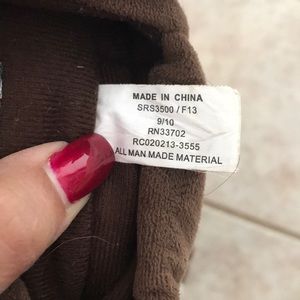 MADE IN CHINA
SRS3500 / F13
9/10
RN33702
RC020213-3555
ALL MAN MADE MATERIAL